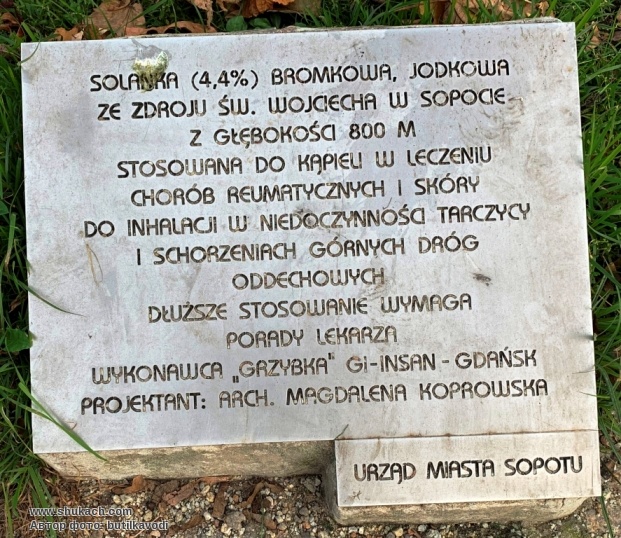 SOLANKA (4,4%) BROMKOWA, JODKOWA
ZE ZDROJU ŚW. WOJCIECHA W SOPOCIE
Z GŁĘBOKOŚCI 800 M
STOSOWANA DO KĄPIELI W LECZENIU
CHORÓB REUMATYCZNYCH I SKÓRY
DO INHALACJI W NIEDOCZYNNOŚCI TARCZYCY
I SCHORZENIACH GÓRNYCH DRÓG
ODDECHOWYCH
DŁUŻSZE STOSOWANIE WYMAGA
PORADY LEKARZA
WYKONAWCA „GRZYBKA" GI-INSAN - GDAŃSK
PROJEKTANT: ARCH. MAGDALENA KOPROWSKA
URZĄD MIASTA SOPOTU
www.shukach.com
Автор фото- butilkavodi